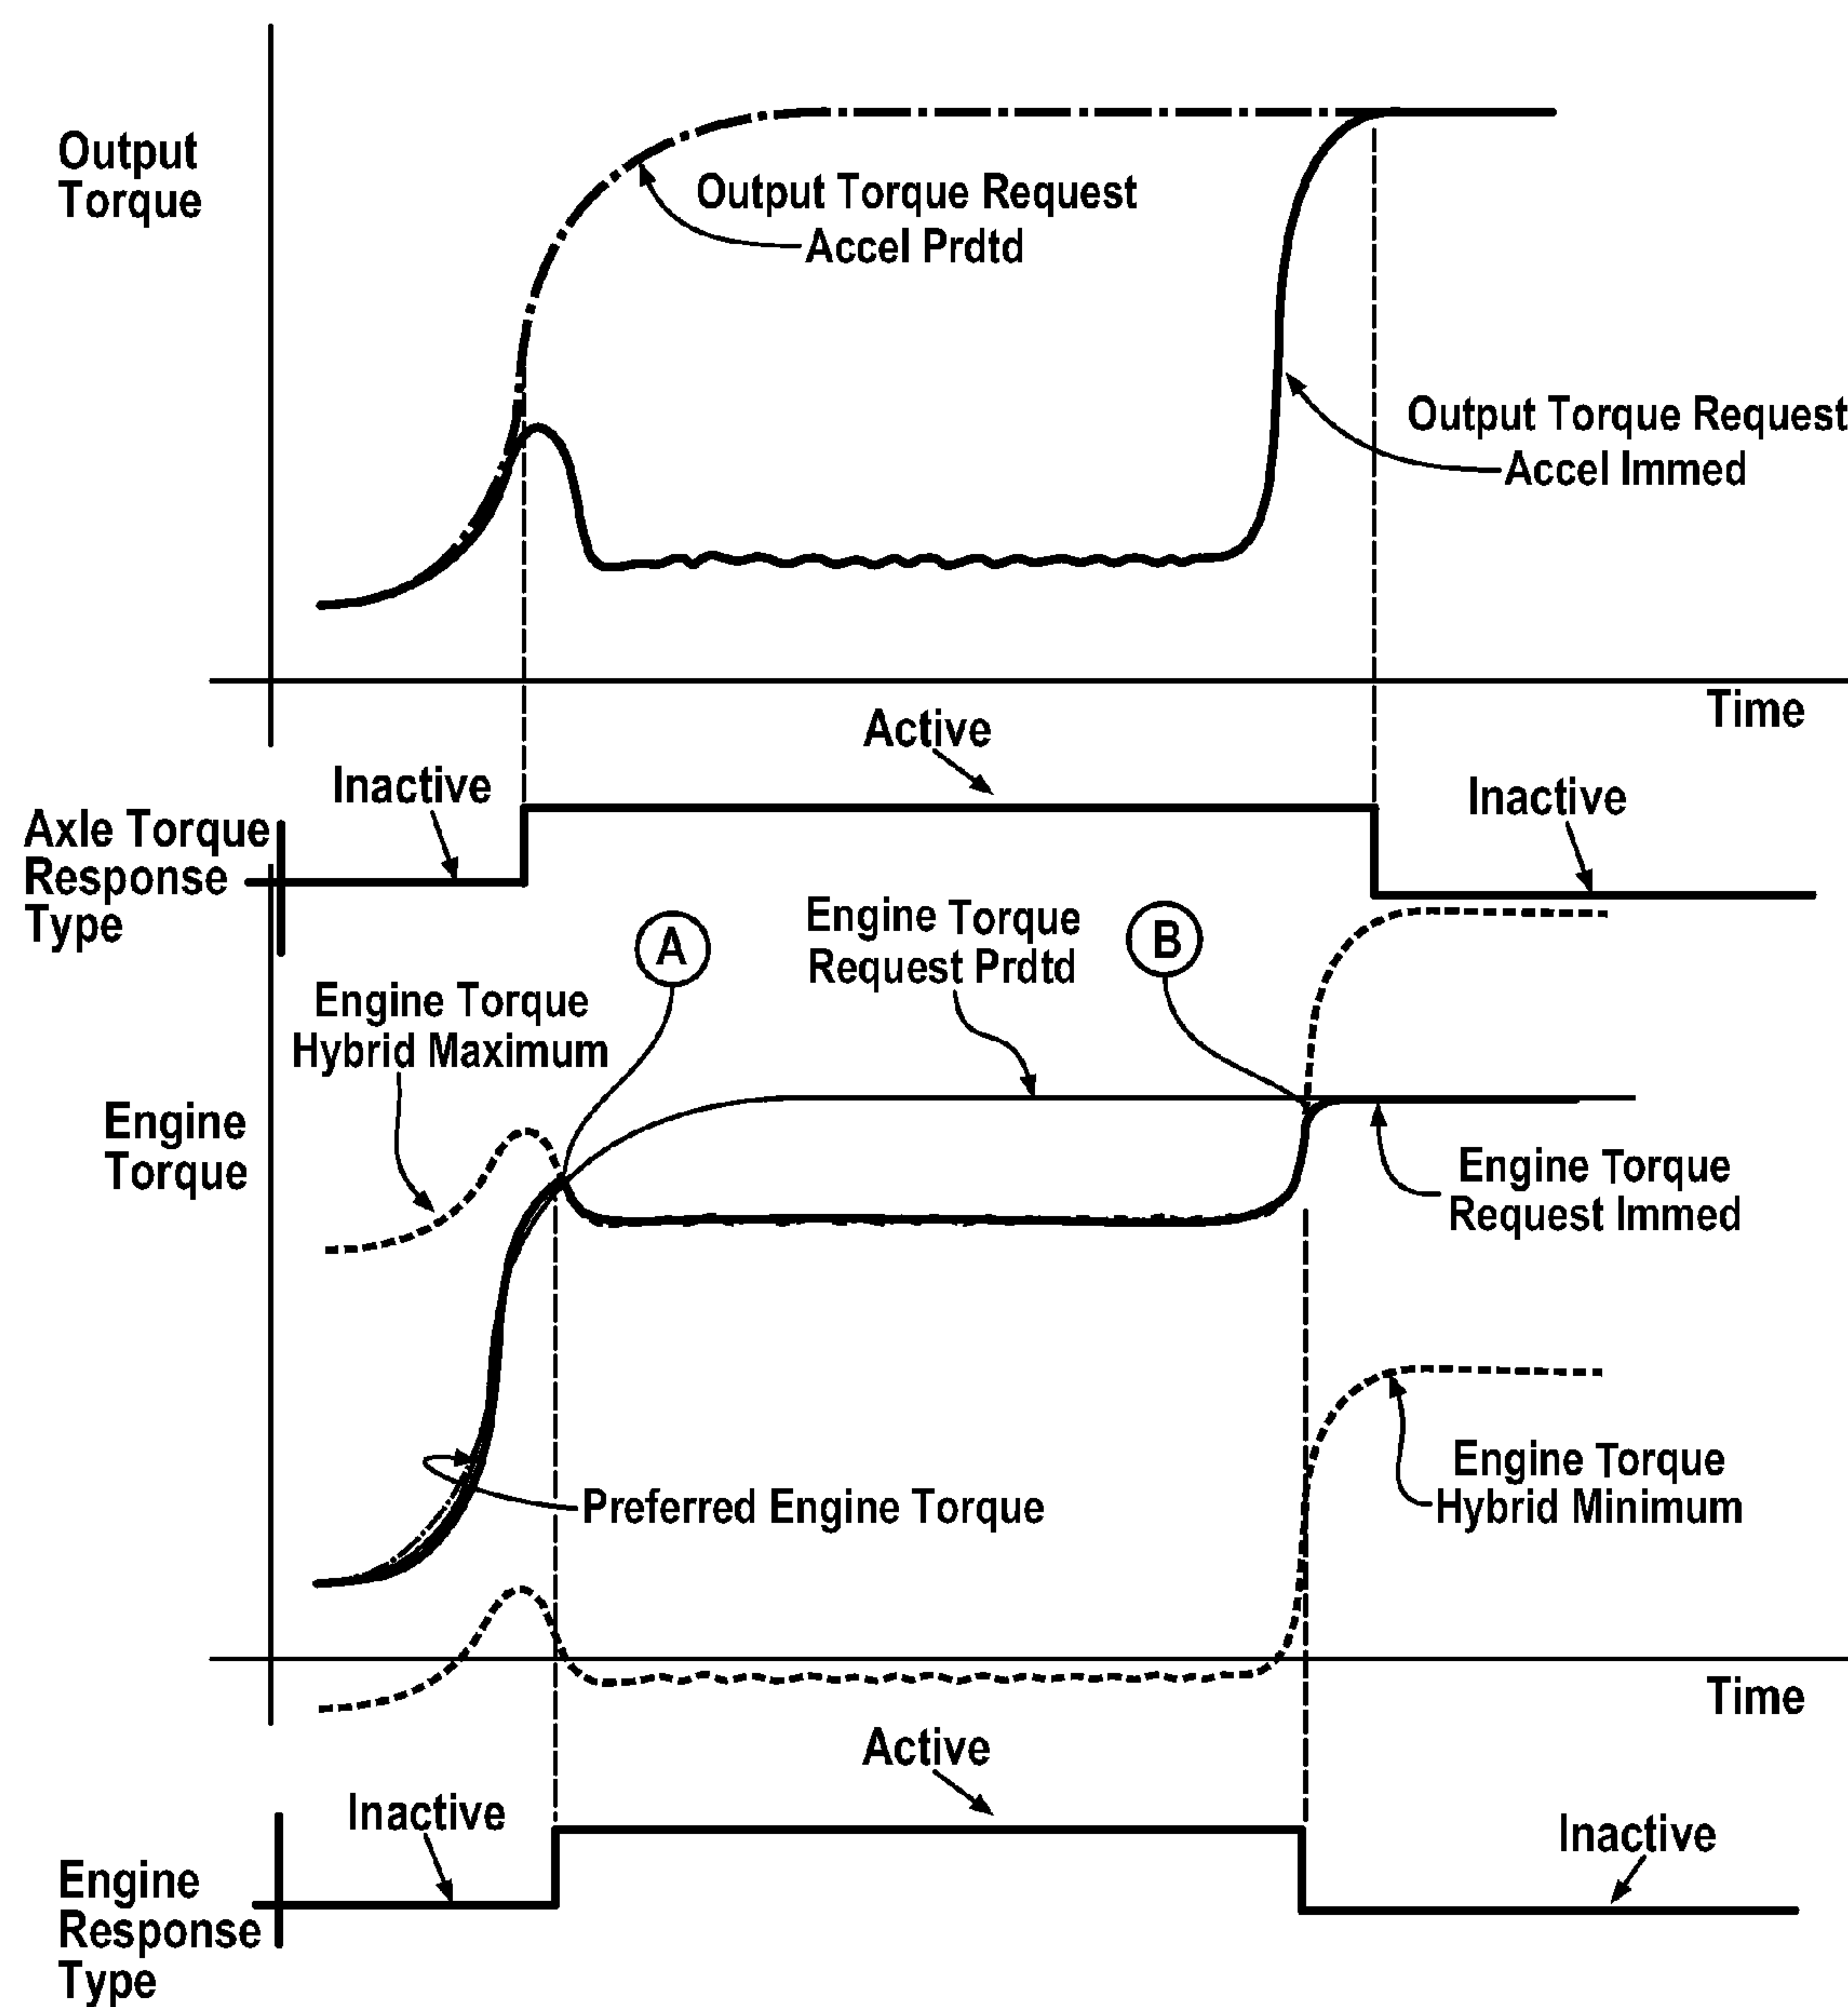 Output
Torque
Output Torque Request
Accel Prdtd
Output Torque Request
Accel Immed
Time
Active
Inactive
Inactive
Axle Torque
Response
Type
A
Engine Torque
Request Prdtd
B
Engine Torque
Hybrid Maximum
Engine
Torque
Engine Torque
Request Immed
Engine Torque
Hybrid Minimum
Preferred Engine Torque
Time
Active
Inactive
Inactive
Engine
Response
Type